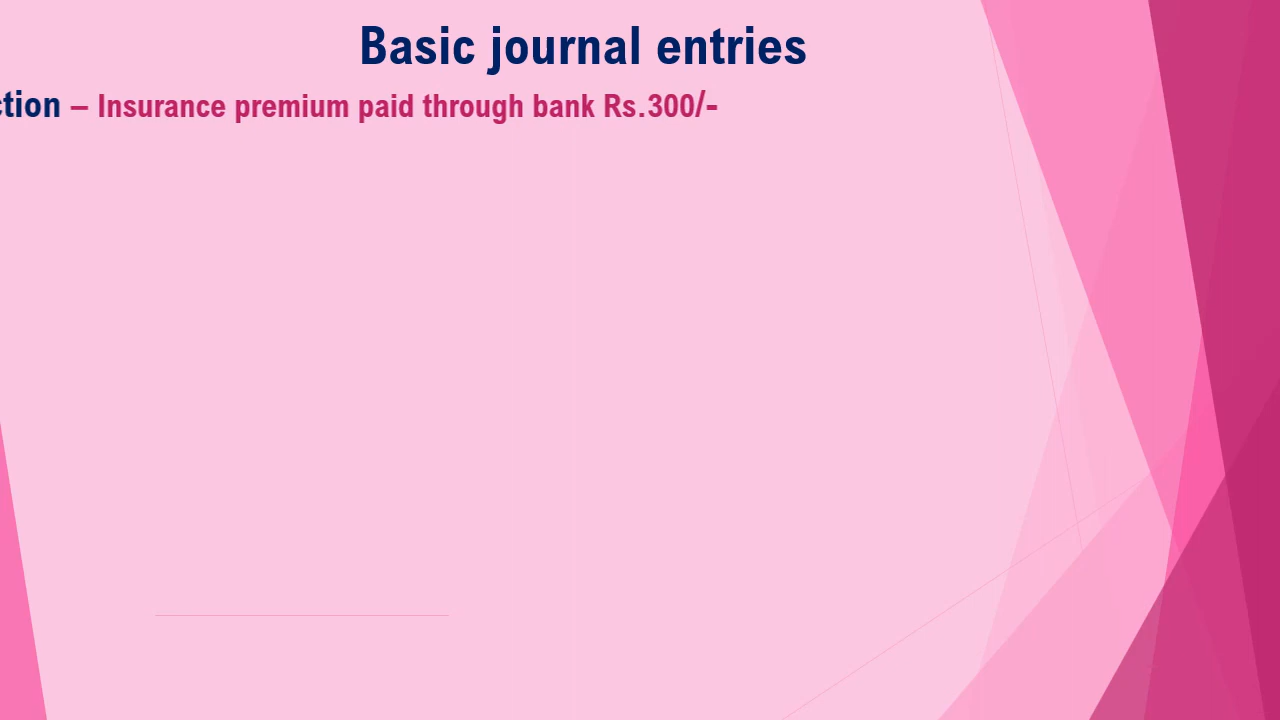 Basic journal entries
ction – Insurance premium paid through bank Rs.300/-